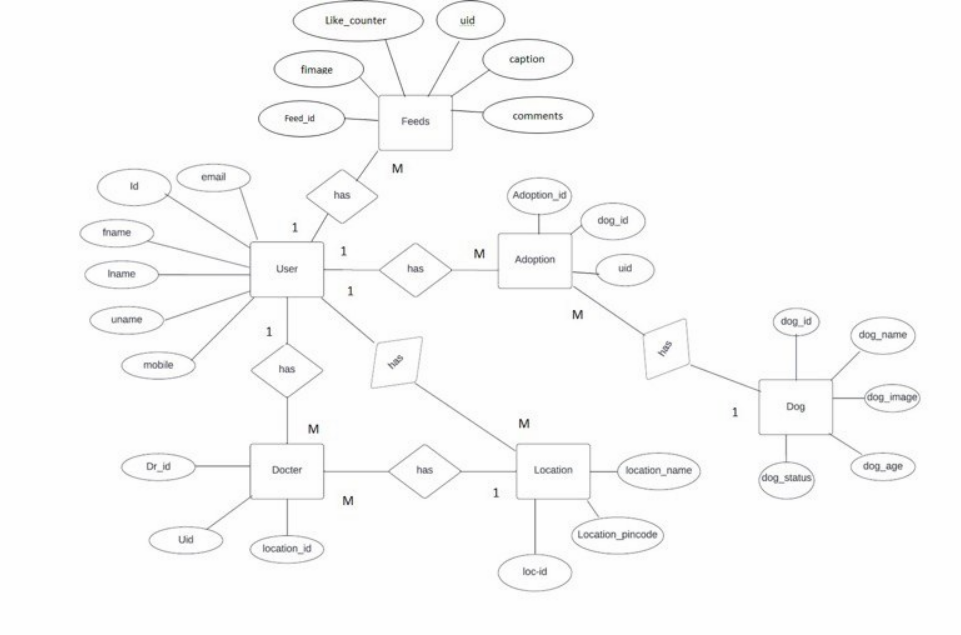 Like_counter
uid
fimage
caption
Feed_id
Feeds
comments
M
has
Id
email
Adoption_id
fname
1
dog_id
1
has
M
Adoption
User
uid
lname
1
M
uname
1
dog_id
dog_name
mobile
has
has
has
dog_image
Dog
1
M
M
Dr_id
Docter
has
Location
location_name
dog_status
dog_age
M
1
Uid
location_id
Location_pincode
loc-id